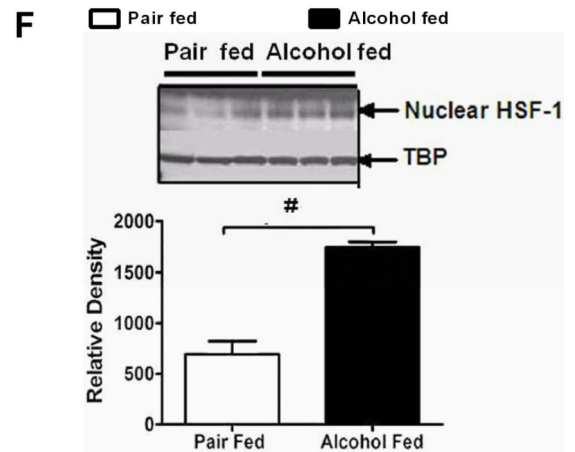 F
Pair fed Alcohol fed
Pair fed Alcohol fed
Nuclear HSF-1
TBP
#
2000
1500
1000
500
0
Relative Density
Pair Fed Alcohol Fed